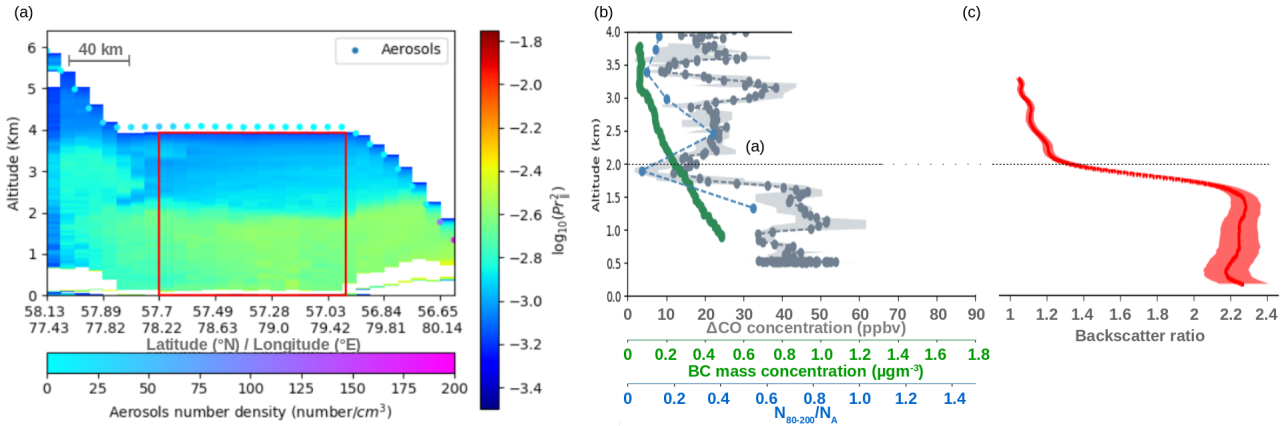 (a)
(b)
(c)
6
5
4
3
2
1
0
Altitude (Km)
40 km
Aerosols
58.13 57.89 57.7 57.49 57.28 57.03 56.84 56.65
77.43 77.82 78.22 78.63 79.0 79.42 79.81 80.14
Latitude (°N) / Longitude (°E)
0 25 50 75 100 125 150 175 200
Aerosols number density (number/cm³)
−1.8
−2.0
−2.2
−2.4
−2.6
−2.8
−3.0
−3.2
−3.4
log₁₀(Pr²∥)
4.0
3.5
3.0
2.5
2.0
1.5
1.0
0.5
0.0
Altitude (km)
(a)
0 10 20 30 40 50 60 70 80 90
ΔCO concentration (ppbv)
0 0.2 0.4 0.6 0.8 1.0 1.2 1.4 1.6 1.8
BC mass concentration (µgm⁻³)
0 0.2 0.4 0.6 0.8 1.0 1.2 1.4
N80-200/NA
1 1.2 1.4 1.6 1.8 2 2.2 2.4
Backscatter ratio